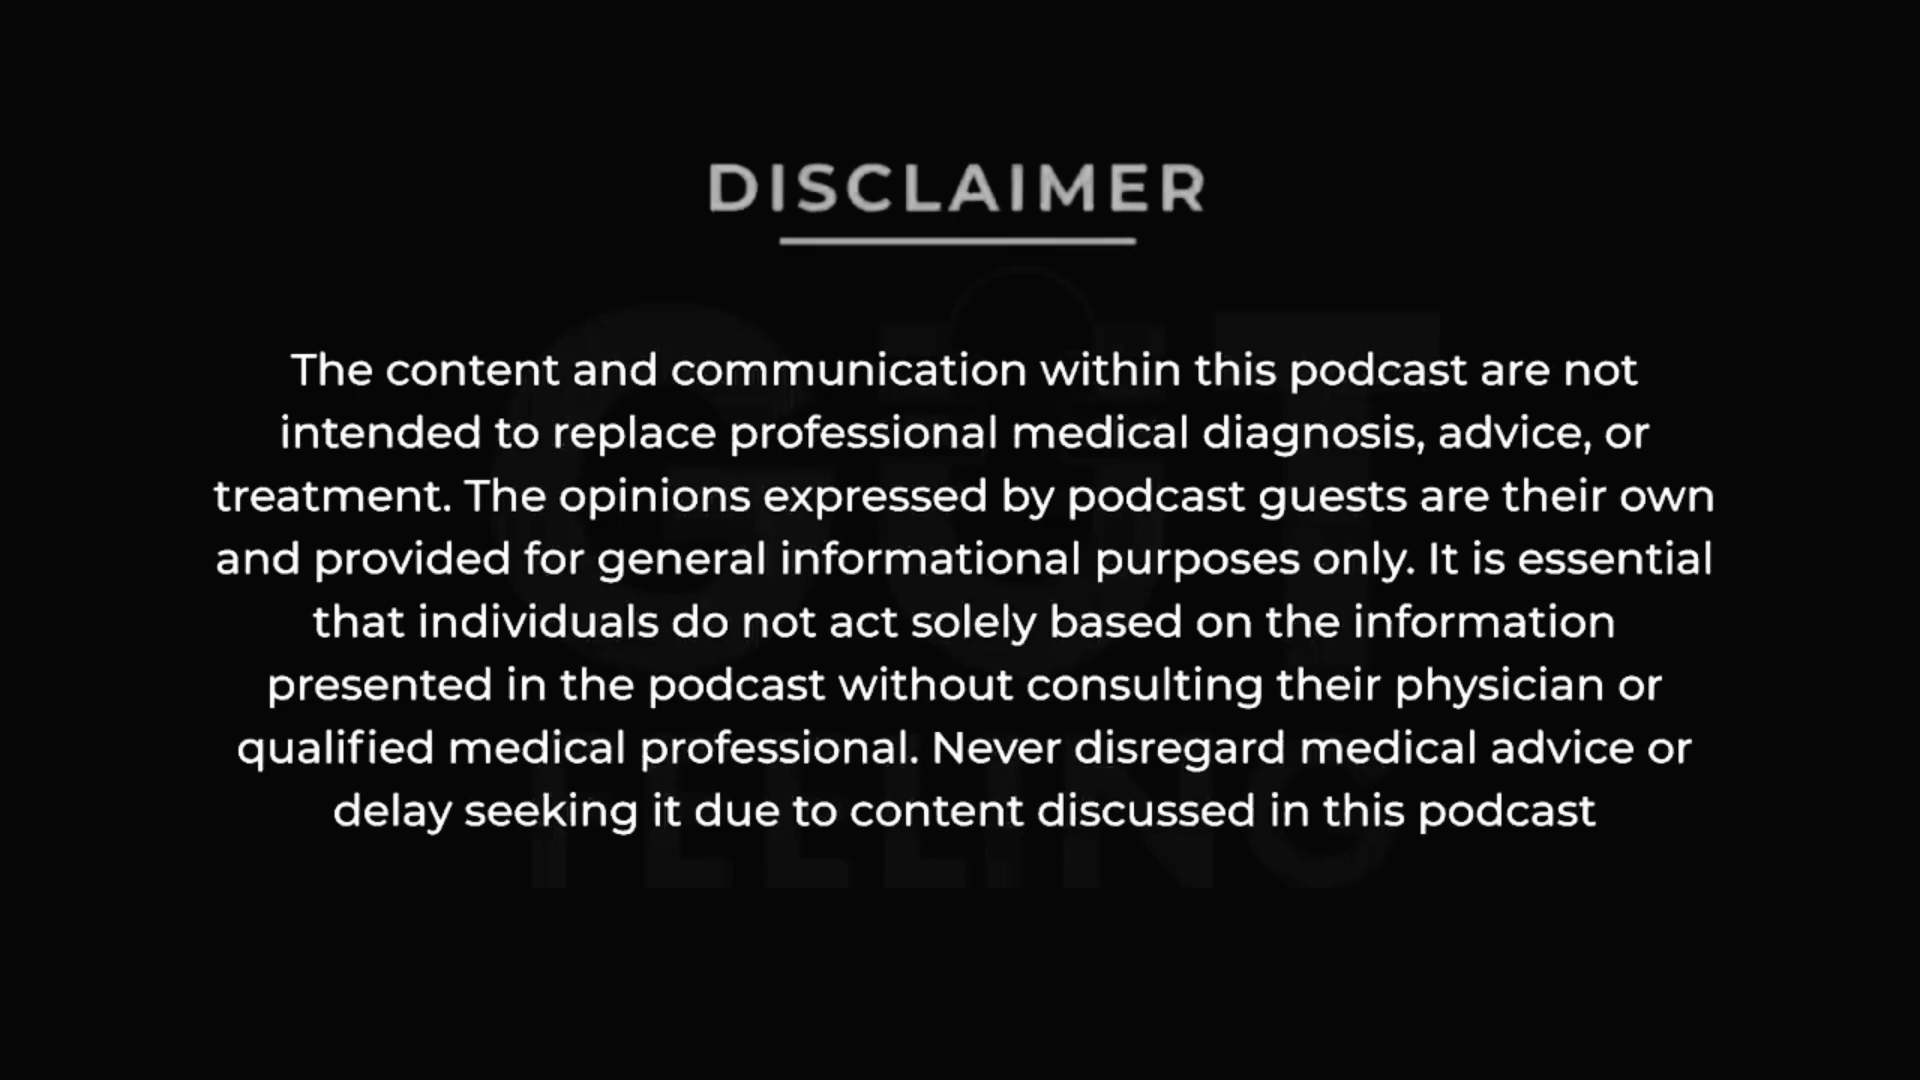 DISCLAIMER
The content and communication within this podcast are not
intended to replace professional medical diagnosis, advice, or
treatment. The opinions expressed by podcast guests are their own
and provided for general informational purposes only. It is essential
that individuals do not act solely based on the information
presented in the podcast without consulting their physician or
qualified medical professional. Never disregard medical advice or
delay seeking it due to content discussed in this podcast
GUT
FEELING